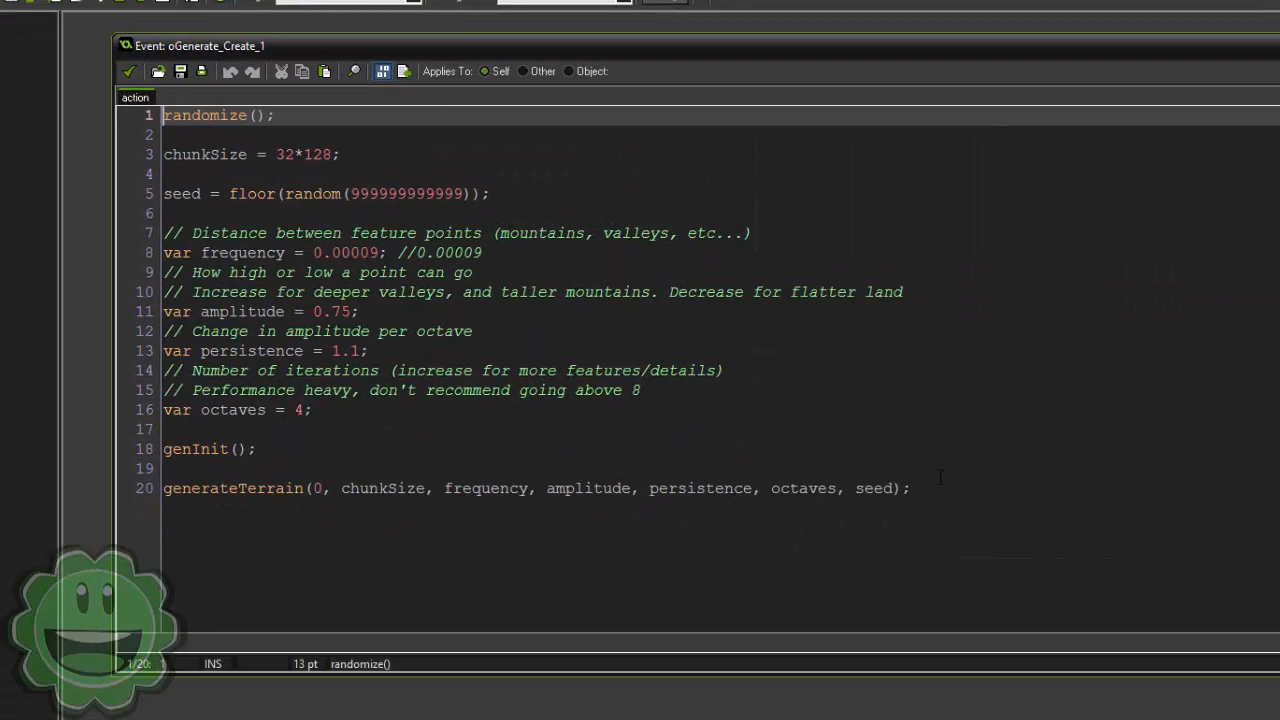 Event: oGenerate_Create_1
Applies To: Self Other Object:
action
1 randomize();
2
3 chunkSize = 32*128;
4
5 seed = floor(random(999999999999));
6
7 // Distance between feature points (mountains, valleys, etc...)
8 var frequency = 0.00009; //0.00009
9 // How high or low a point can go
10 // Increase for deeper valleys, and taller mountains. Decrease for flatter land
11 var amplitude = 0.75;
12 // Change in amplitude per octave
13 var persistence = 1.1;
14 // Number of iterations (increase for more features/details)
15 // Performance heavy, don't recommend going above 8
16 var octaves = 4;
17
18 genInit();
19
20 generateTerrain(0, chunkSize, frequency, amplitude, persistence, octaves, seed);
1/20: 1 INS 13 pt randomize()